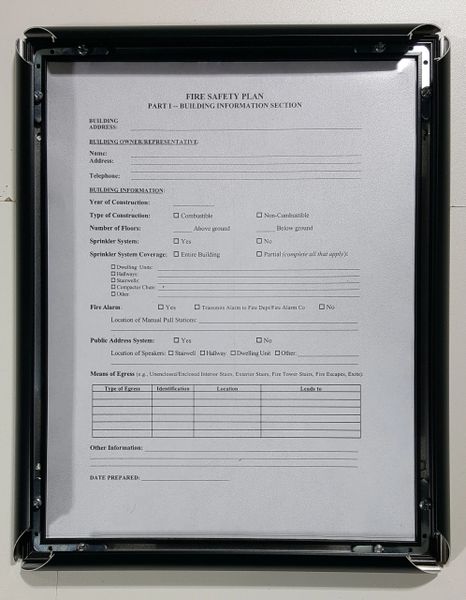 FIRE SAFETY PLAN
PART I -- BUILDING INFORMATION SECTION
BUILDING
ADDRESS:
BUILDING OWNER/REPRESENTATIVE:
Name:
Address:
Telephone:
BUILDING INFORMATION:
Year of Construction:
Type of Construction: Combustible Non-Combustible
Number of Floors: Above ground Below ground
Sprinkler System: Yes No
Sprinkler System Coverage: Entire Building Partial (complete all that apply):
Dwelling Units:
Hallways:
Stairwells:
Compactor Chute:
Other:
Fire Alarm: Yes Transmits Alarm to Fire Dept/Fire Alarm Co No
Location of Manual Pull Stations:
Public Address System: Yes No
Location of Speakers: Stairwell Hallway Dwelling Unit Other:
Means of Egress (e.g., Unenclosed/Enclosed Interior Stairs, Exterior Stairs, Fire Tower Stairs, Fire Escapes, Exits):
Type of Egress Identification Location Leads to
Other Information:
DATE PREPARED: